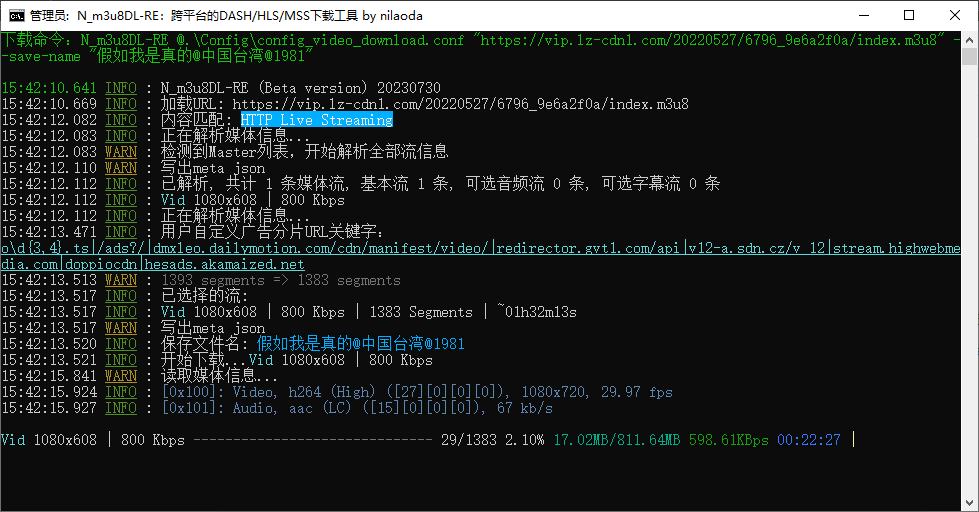 管理员: N_m3u8DL-RE：跨平台的DASH/HLS/MSS下载工具 by nilaoda
下载命令：N_m3u8DL-RE @.\Config\config_video_download.conf "https://vip.lz-cdn1.com/20220527/6796_9e6a2f0a/index.m3u8" -
-save-name "假如我是真的@中国台湾@1981"
15:42:10.641 INFO : N_m3u8DL-RE (Beta version) 20230730
15:42:10.669 INFO : 加载URL: https://vip.lz-cdn1.com/20220527/6796_9e6a2f0a/index.m3u8
15:42:12.082 INFO : 内容匹配: HTTP Live Streaming
15:42:12.083 INFO : 正在解析媒体信息...
15:42:12.083 WARN : 检测到Master列表，开始解析全部流信息
15:42:12.110 WARN : 写出meta json
15:42:12.112 INFO : 已解析, 共计 1 条媒体流, 基本流 1 条, 可选音频流 0 条, 可选字幕流 0 条
15:42:12.112 INFO : Vid 1080x608 | 800 Kbps
15:42:12.112 INFO : 正在解析媒体信息...
15:42:13.471 INFO : 用户自定义广告分片URL关键字：
o\d{3,4}.ts|/ads?/|dmxleo.dailymotion.com/cdn/manifest/video/|redirector.gvt1.com/api|v12-a.sdn.cz/v_12|stream.highwebme
dia.com|doppiocdn|hesads.akamaized.net
15:42:13.513 WARN : 1393 segments => 1383 segments
15:42:13.517 INFO : 已选择的流:
15:42:13.517 INFO : Vid 1080x608 | 800 Kbps | 1383 Segments | ~01h32m13s
15:42:13.517 WARN : 写出meta json
15:42:13.520 INFO : 保存文件名: 假如我是真的@中国台湾@1981
15:42:13.521 INFO : 开始下载...Vid 1080x608 | 800 Kbps
15:42:15.841 WARN : 读取媒体信息...
15:42:15.924 INFO : [0x100]: Video, h264 (High) ([27][0][0][0]), 1080x720, 29.97 fps
15:42:15.927 INFO : [0x101]: Audio, aac (LC) ([15][0][0][0]), 67 kb/s
Vid 1080x608 | 800 Kbps ------------------------------ 29/1383 2.10% 17.02MB/811.64MB 598.61KBps 00:22:27 |